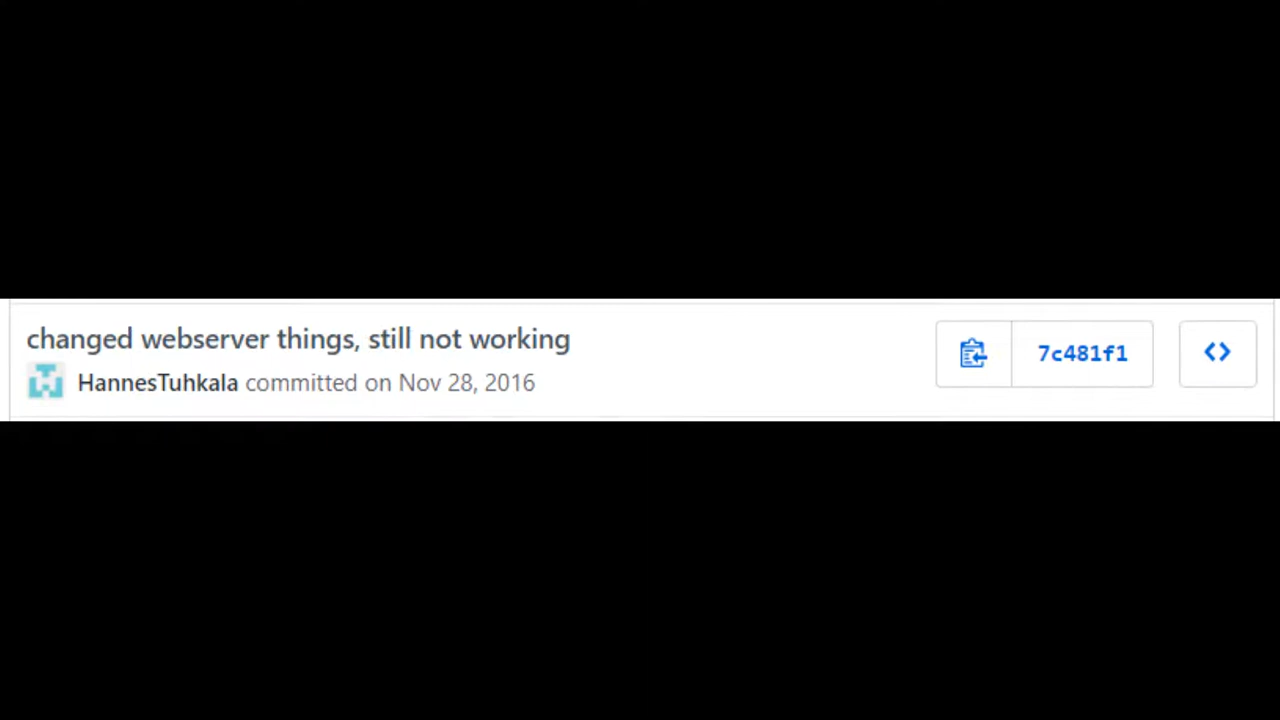 changed webserver things, still not working
HannesTuhkala committed on Nov 28, 2016
7c481f1